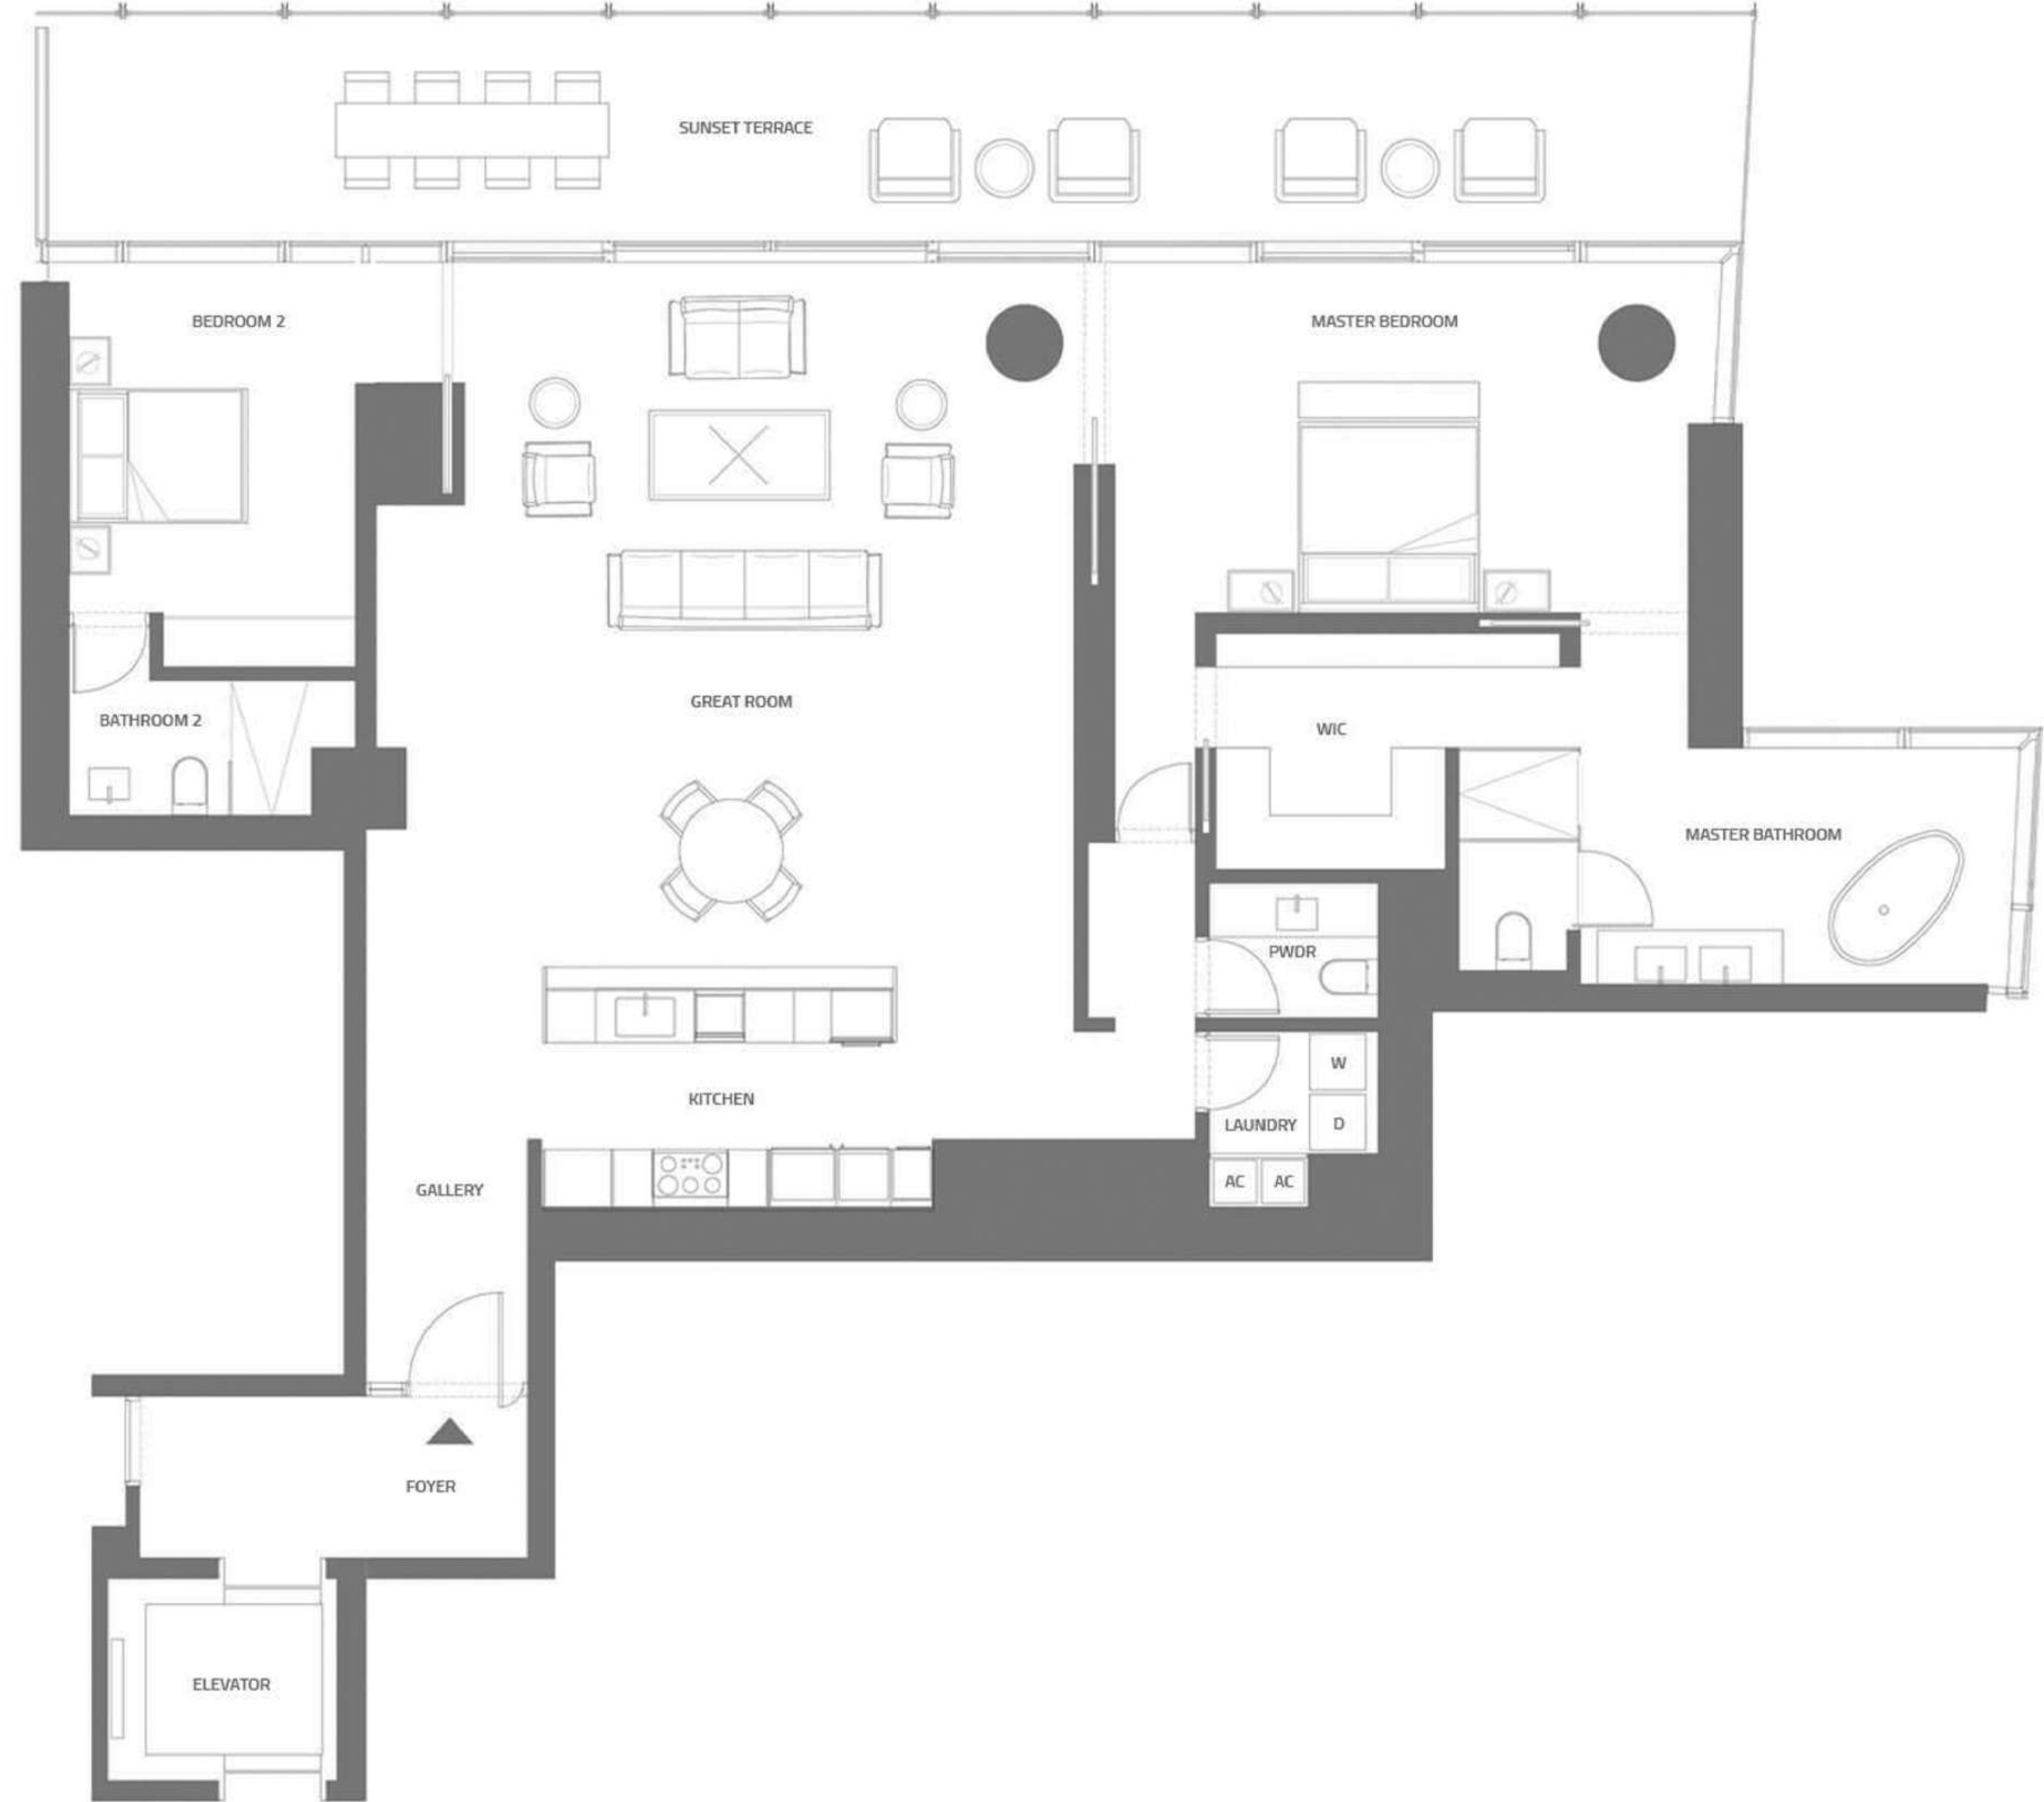 SUNSET TERRACE
BEDROOM 2
MASTER BEDROOM
GREAT ROOM
BATHROOM 2
WIC
MASTER BATHROOM
PWDR
W
KITCHEN
LAUNDRY
D
GALLERY
AC
AC
FOYER
ELEVATOR